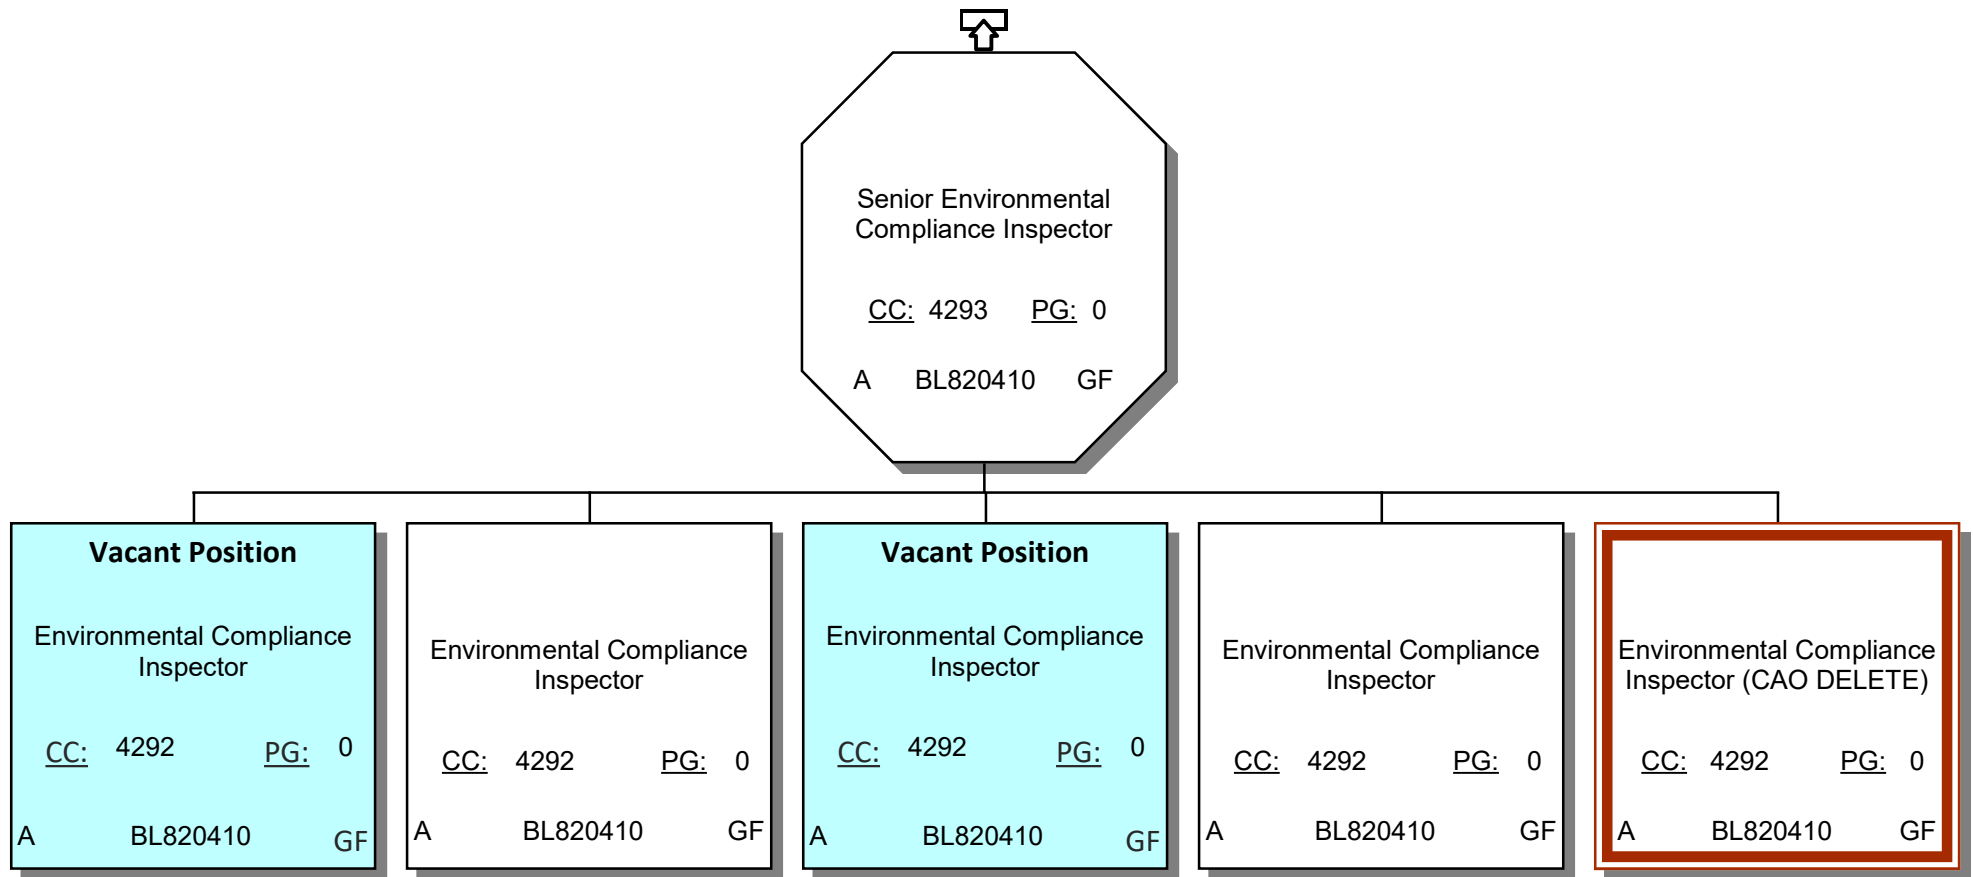 Senior Environmental
Compliance Inspector
CC: 4293 PG: 0
A BL820410 GF
Vacant Position
Environmental Compliance
Inspector
CC: 4292 PG: 0
A BL820410 GF
Environmental Compliance
Inspector
CC: 4292 PG: 0
A BL820410 GF
Vacant Position
Environmental Compliance
Inspector
CC: 4292 PG: 0
A BL820410 GF
Environmental Compliance
Inspector
CC: 4292 PG: 0
A BL820410 GF
Environmental Compliance
Inspector (CAO DELETE)
CC: 4292 PG: 0
A BL820410 GF